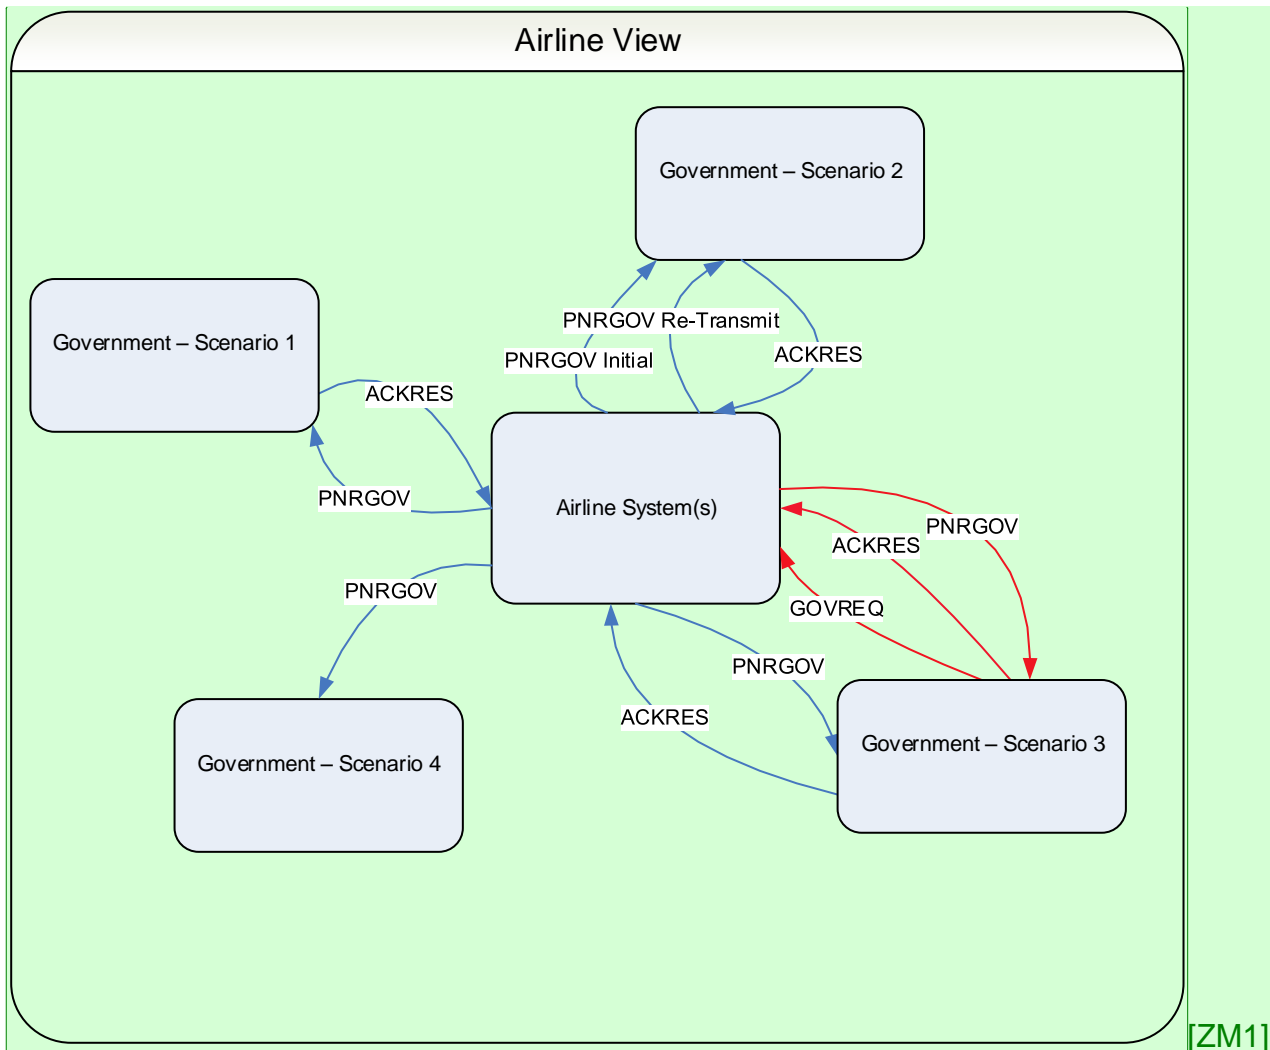 Airline View
Government – Scenario 2
Government – Scenario 1
PNRGOV Re-Transmit
PNRGOV Initial
ACKRES
ACKRES
PNRGOV
Airline System(s)
PNRGOV
ACKRES
GOVREQ
PNRGOV
PNRGOV
ACKRES
Government – Scenario 3
Government – Scenario 4
[ZM1]